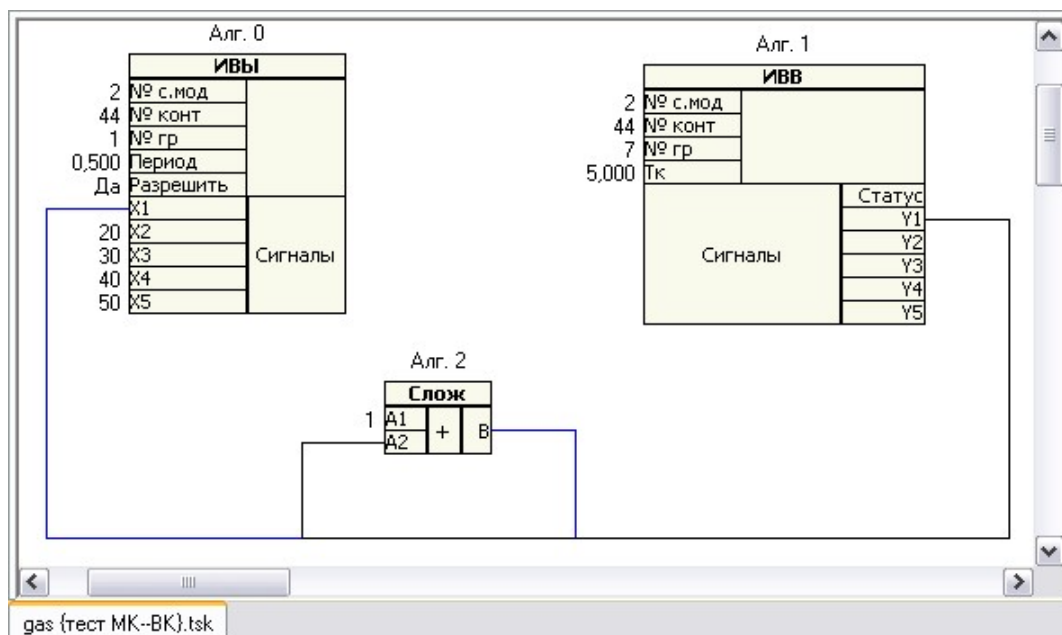 Алг. 0
ИВЫ
2 № с.мод
44 № конт
1 № гр
0,500 Период
Да Разрешить
X1
20 X2
30 X3
40 X4
50 X5
Сигналы
Алг. 1
ИВВ
2 № с.мод
44 № конт
7 № гр
5,000 Тк
Сигналы
Статус
Y1
Y2
Y3
Y4
Y5
Алг. 2
Слож
1 A1
A2
+
B
gas {тест МК--ВК}.tsk